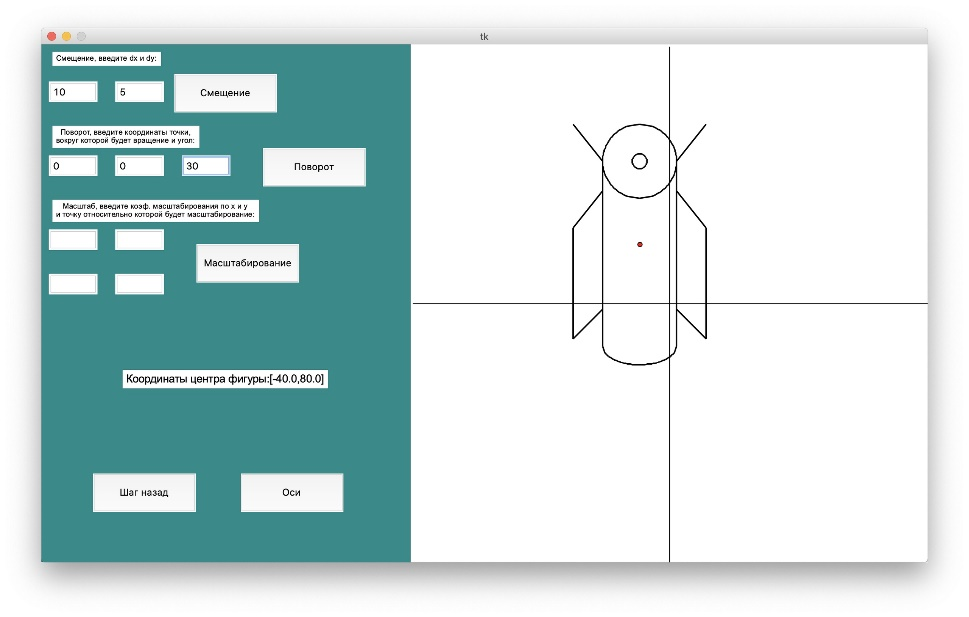 tk
Смещение, введите dx и dy:
10 5 Смещение
Поворот, введите координаты точки,
вокруг которой будет вращение и угол:
0 0 30 Поворот
Масштаб, введите коэф. масштабирования по x и y
и точку относительно которой будет масштабирование:
Масштабирование
Координаты центра фигуры:[-40.0,80.0]
Шаг назад Оси